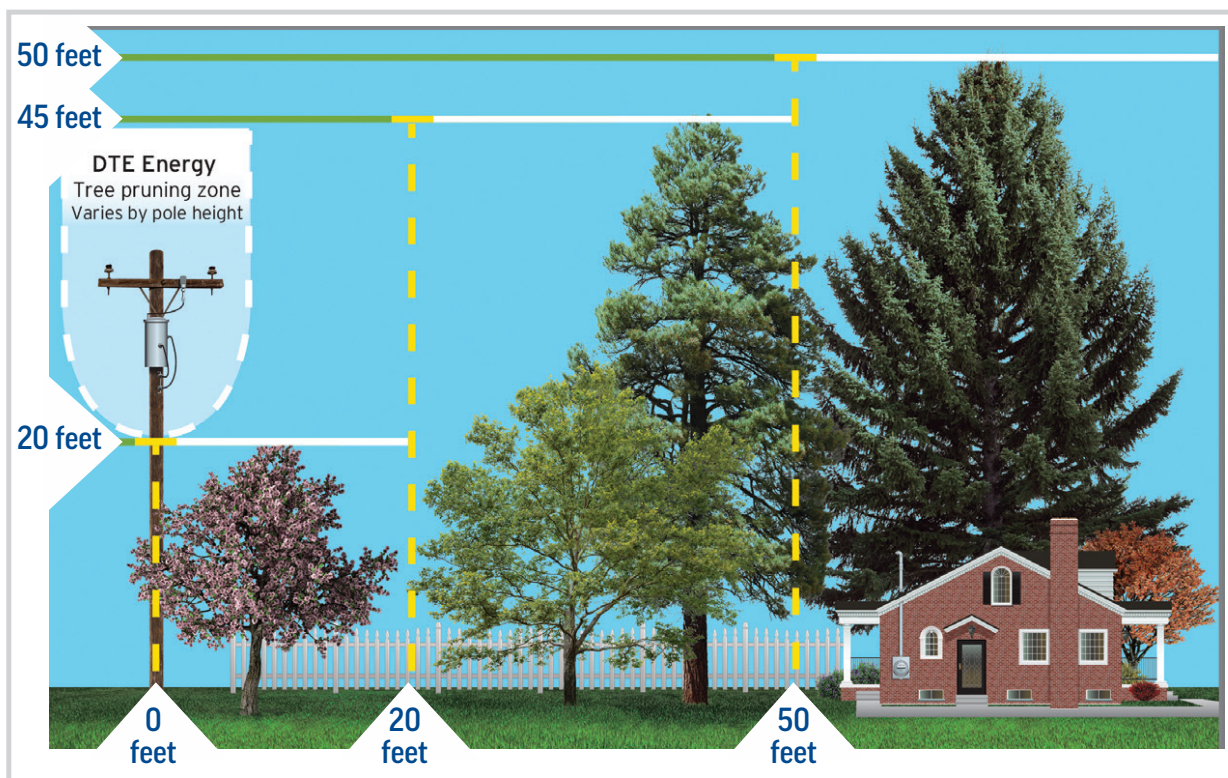 50 feet
45 feet
DTE Energy
Tree pruning zone
Varies by pole height
20 feet
0
feet
20
feet
50
feet